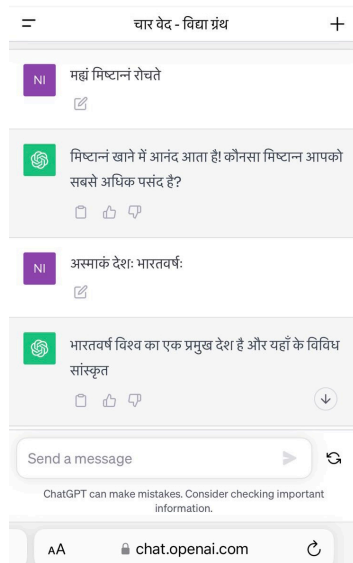 चार वेद - विद्या ग्रंथ
NI
मह्यं मिष्टान्नं रोचते
मिष्टान्नं खाने में आनंद आता है! कौनसा मिष्टान्न आपको
सबसे अधिक पसंद है?
NI
अस्माकं देशः भारतवर्षः
भारतवर्ष विश्व का एक प्रमुख देश है और यहाँ के विविध
सांस्कृत
Send a message
ChatGPT can make mistakes. Consider checking important
information.
AA chat.openai.com